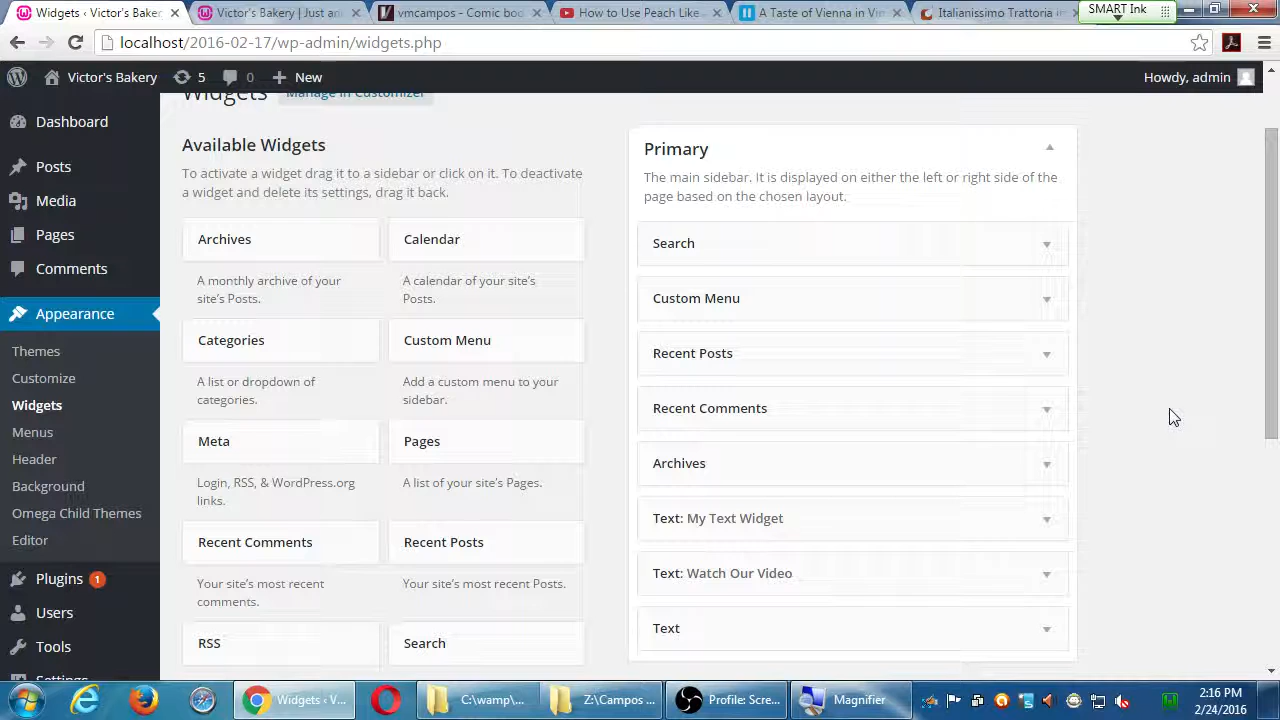 Victor's Baker
Victor's Bakery | Just an
vmcampos - Comic boo
How to Use Peach Like
A Taste of Vienna in Vir
Italianissimo Trattoria in
SMART Ink
localhost/2016-02-17/wp-admin/widgets.php
Victor's Bakery
5
0
New
Howdy, admin
Widgets
Manage in Customizer
Dashboard
Posts
Media
Pages
Comments
Appearance
Themes
Customize
Widgets
Menus
Header
Background
Omega Child Themes
Editor
Plugins 1
Users
Tools
Settings
Available Widgets
To activate a widget drag it to a sidebar or click on it. To deactivate
a widget and delete its settings, drag it back.
Archives
A monthly archive of your
site's Posts.
Calendar
A calendar of your site's
Posts.
Categories
A list or dropdown of
categories.
Custom Menu
Add a custom menu to your
sidebar.
Meta
Login, RSS, & WordPress.org
links.
Pages
A list of your site's Pages.
Recent Comments
Your site's most recent
comments.
Recent Posts
Your site's most recent Posts.
RSS
Search
Primary
The main sidebar. It is displayed on either the left or right side of the
page based on the chosen layout.
Search
Custom Menu
Recent Posts
Recent Comments
Archives
Text: My Text Widget
Text: Watch Our Video
Text
Widgets ‹ V...
C:\wamp\...
Z:\Campos ...
Profile: Scre...
Magnifier
2:16 PM
2/24/2016